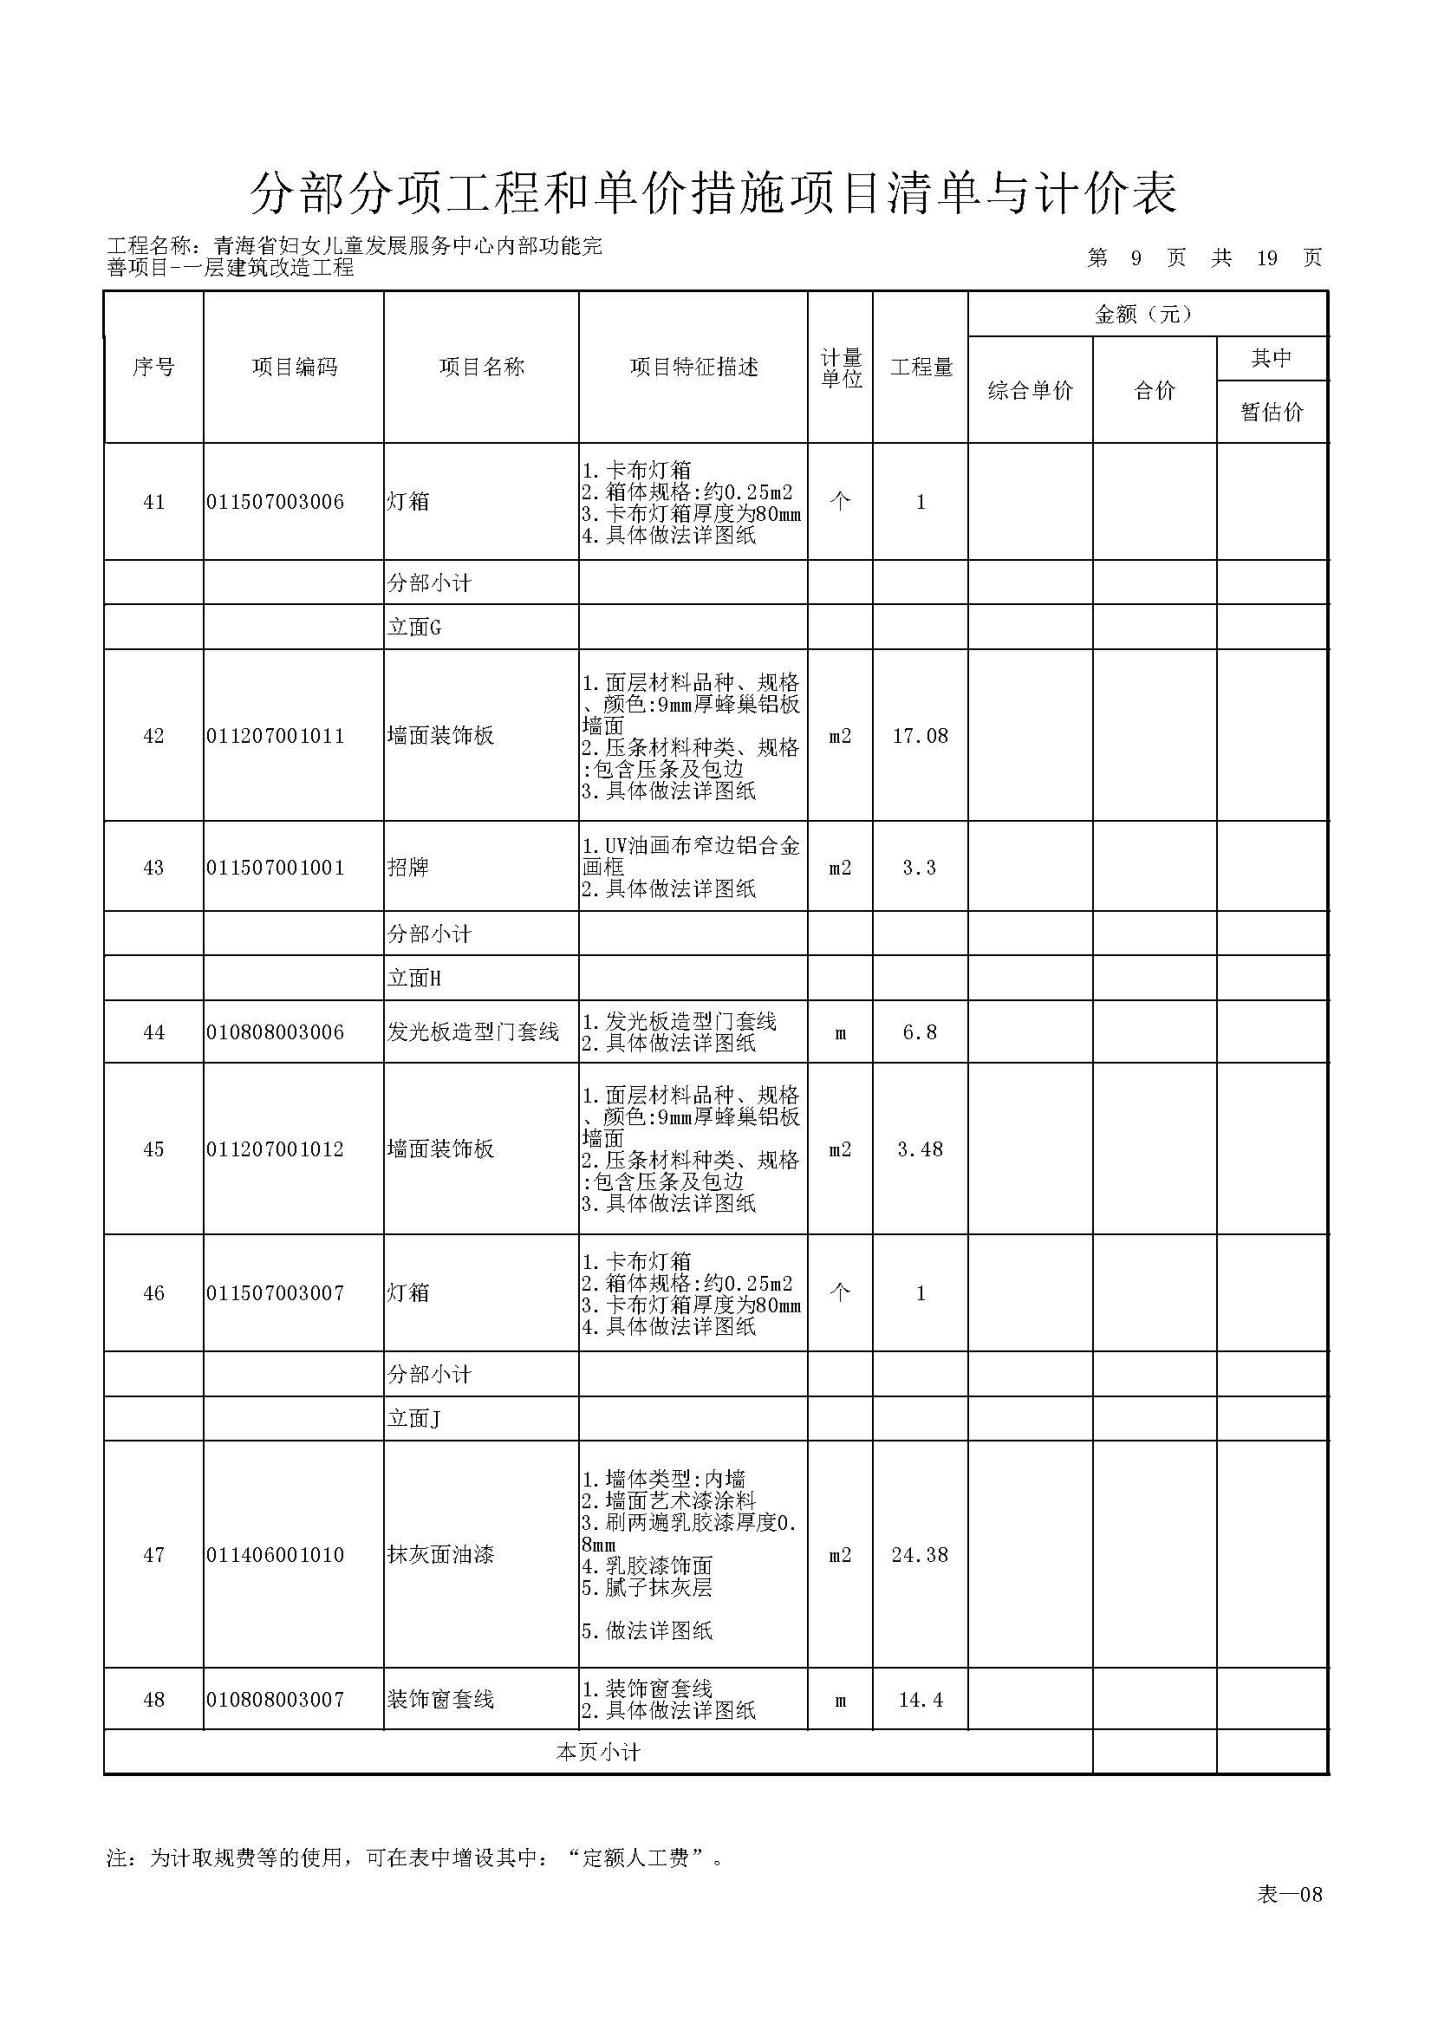 分部分项工程和单价措施项目清单与计价表
工程名称：青海省妇女儿童发展服务中心内部功能完
善项目-一层建筑改造工程
第 9 页 共 19 页
序号 项目编码 项目名称 项目特征描述 计量 单位 工程量 金额（元）
综合单价 合价 其中
暂估价
41 011507003006 灯箱 1.卡布灯箱
2.箱体规格:约0.25m2
3.卡布灯箱厚度为80mm
4.具体做法详图纸
个 1
分部小计
立面G
42 011207001011 墙面装饰板 1.面层材料品种、规格
、颜色:9mm厚蜂巢铝板
墙面
2.压条材料种类、规格
:包含压条及包边
3.具体做法详图纸
m2 17.08
43 011507001001 招牌 1.UV油画布窄边铝合金
画框
2.具体做法详图纸
m2 3.3
分部小计
立面H
44 010808003006 发光板造型门套线 1.发光板造型门套线
2.具体做法详图纸
m 6.8
45 011207001012 墙面装饰板 1.面层材料品种、规格
、颜色:9mm厚蜂巢铝板
墙面
2.压条材料种类、规格
:包含压条及包边
3.具体做法详图纸
m2 3.48
46 011507003007 灯箱 1.卡布灯箱
2.箱体规格:约0.25m2
3.卡布灯箱厚度为80mm
4.具体做法详图纸
个 1
分部小计
立面J
47 011406001010 抹灰面油漆 1.墙体类型:内墙
2.墙面艺术漆涂料
3.刷两遍乳胶漆厚度0.
8mm
4.乳胶漆饰面
5.腻子抹灰层
5.做法详图纸
m2 24.38
48 010808003007 装饰窗套线 1.装饰窗套线
2.具体做法详图纸
m 14.4
本页小计
注：为计取规费等的使用，可在表中增设其中：“定额人工费”。
表—08